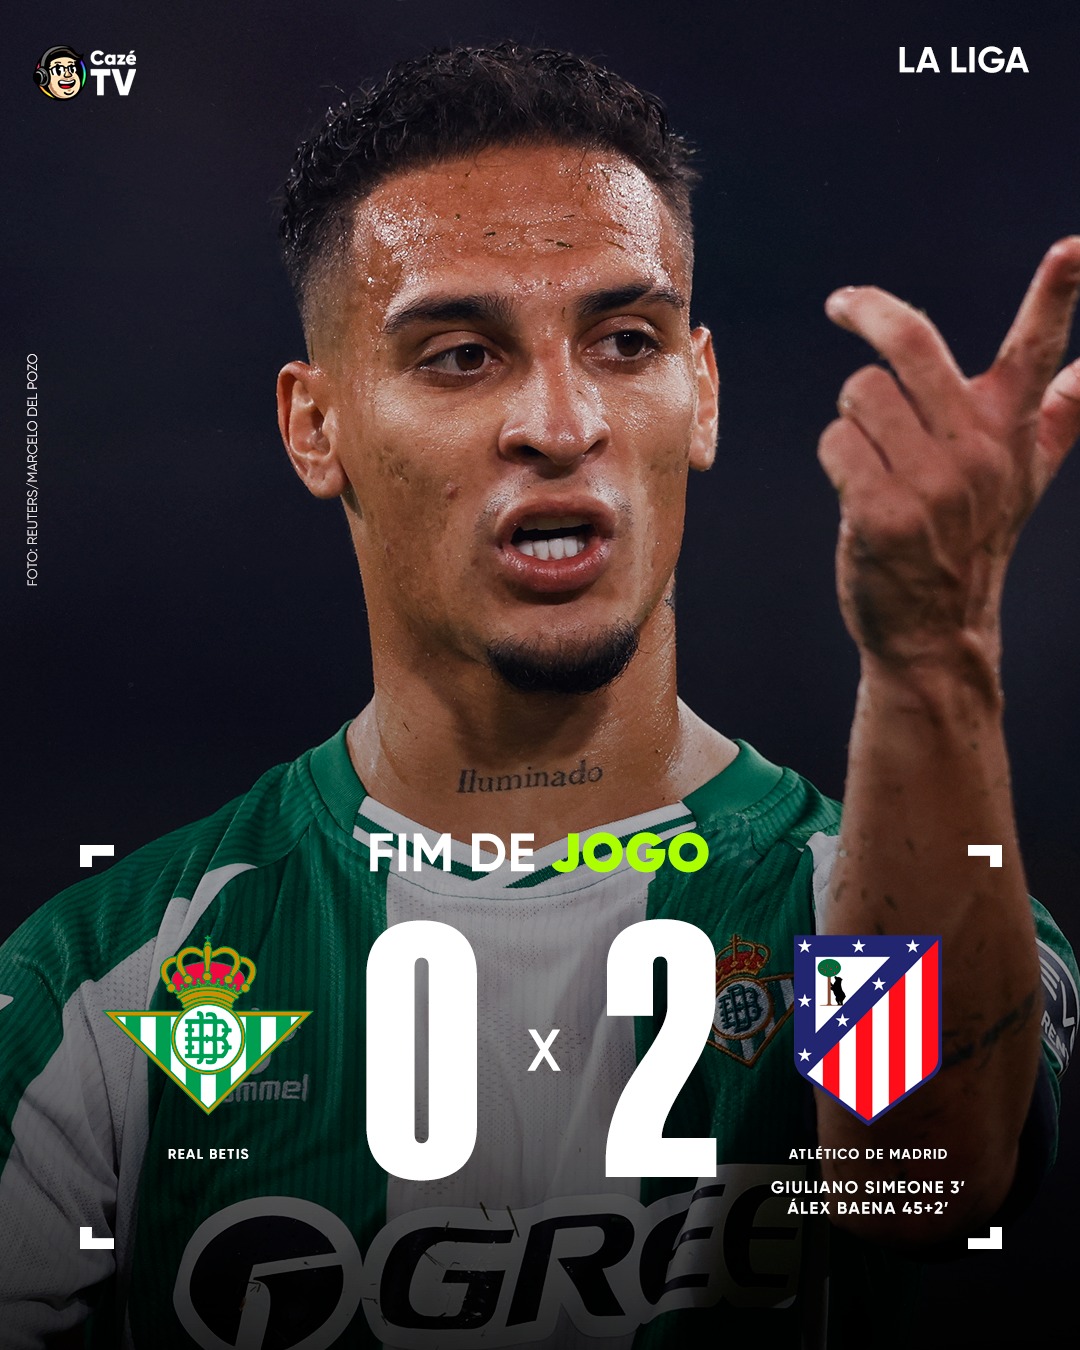 Cazé
TV
LA LIGA
FOTO: REUTERS/MARCELO DEL POZO
Iluminado
FIM DE JOGO
0 X 2
REAL BETIS
ATLÉTICO DE MADRID
GIULIANO SIMEONE 3'
ÁLEX BAENA 45+2'
GREE